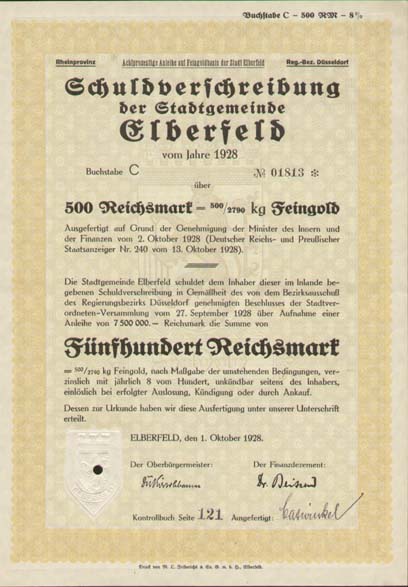 Buchstabe C – 500 RM – 8%
Rheinprovinz Achtprozentige Anleihe auf Feingoldbasis der Stadt Elberfeld Reg.-Bez. Düsseldorf
Schuldverschreibung
der Stadtgemeinde
Elberfeld
vom Jahre 1928
Buchstabe C № 01813 *
über
500 Reichsmark = 500/2790 kg Feingold
Ausgefertigt auf Grund der Genehmigung der Minister des Innern und
der Finanzen vom 2. Oktober 1928 (Deutscher Reichs- und Preußischer
Staatsanzeiger Nr. 240 vom 13. Oktober 1928).
Die Stadtgemeinde Elberfeld schuldet dem Inhaber dieser im Inlande be-
gebenen Schuldverschreibung in Gemäßheit des von dem Bezirksausschuß
des Regierungsbezirks Düsseldorf genehmigten Beschlusses der Stadtver-
ordneten-Versammlung vom 27. September 1928 über Aufnahme einer
Anleihe von 7 500 000.— Reichsmark die Summe von
Fünfhundert Reichsmark
= 500/2790 kg Feingold, nach Maßgabe der umstehenden Bedingungen, ver-
zinslich mit jährlich 8 vom Hundert, unkündbar seitens des Inhabers,
einlöslich bei erfolgter Auslosung, Kündigung oder durch Ankauf.
Dessen zur Urkunde haben wir diese Ausfertigung unter unserer Unterschrift
erteilt.
ELBERFELD, den 1. Oktober 1928.
Der Oberbürgermeister: Der Finanzdezernent:
Kontrollbuch Seite 121 Ausgefertigt: